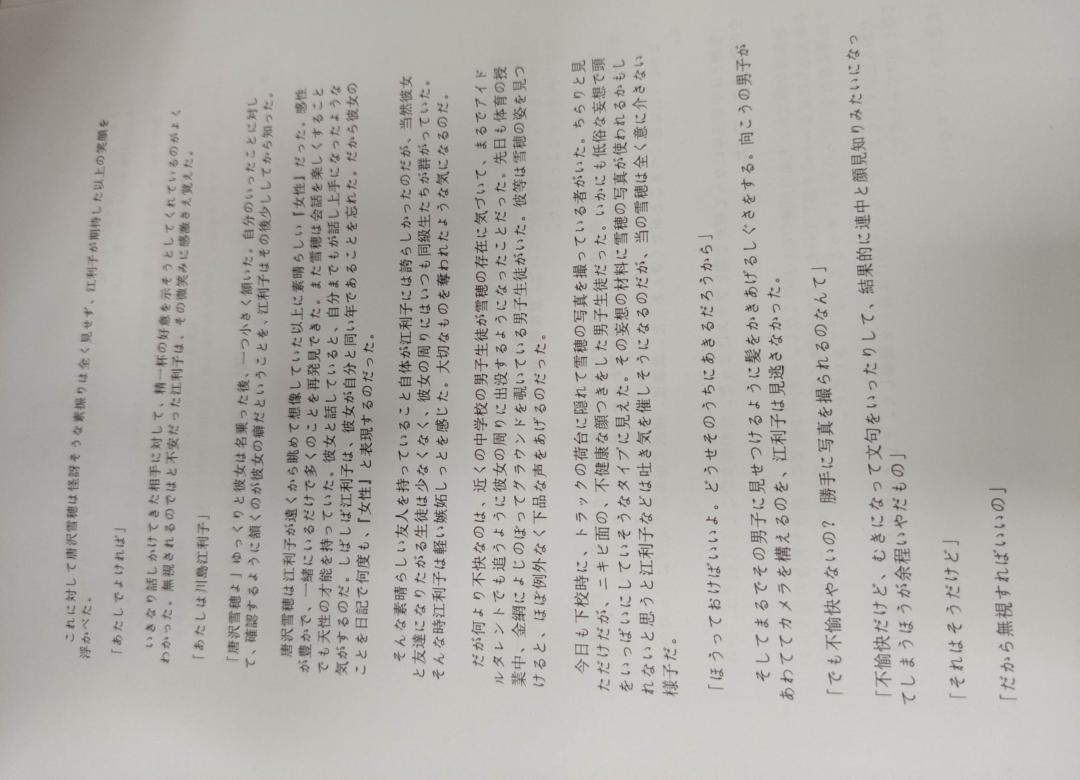 これに対して唐沢雪穂は怪訝そうな素振りは全く見せず、江利子が期待した以上の笑顔を
浮かべた。
「あたしでよければ」
いきなり話しかけてきた相手に対して、精一杯の好意を示そうとしてくれているのがよく
わかった。無視されるのではと不安だった江利子は、その微笑みに感激さえ覚えた。
「あたしは川島江利子」
「唐沢雪穂よ」ゆっくりと彼女は名乗った後、一つ小さく頷いた。自分のいったことに対し
て、確認するように頷くのが彼女の癖だということを、江利子はその後少ししてから知った。
唐沢雪穂は江利子が遠くから眺めて想像していた以上に素晴らしい『女性』だった。感性
が豊かで、一緒にいるだけで多くのことを再発見できた。また雪穂は会話を楽しくすること
でも天性の才能を持っていた。彼女と話していると、自分までもが話し上手になったような
気がするのだ。しばしば江利子は、彼女が自分と同い年であることを忘れた。だから彼女の
ことを日記で何度も、『女性』と表現するのだった。
そんな素晴らしい友人を持っていること自体が江利子には誇らしかったのだが、当然彼女
と友達になりたがる生徒は少なくなく、彼女の周りにはいつも同級生たちが群がっていた。
そんな時江利子は軽い嫉妬しっとを感じた。大切なものを奪われたような気になるのだ。
だが何より不快なのは、近くの中学校の男子生徒が雪穂の存在に気づいて、まるでアイド
ルタレントでも追うように彼女の周りに出没するようになったことだった。先日も体育の授
業中、金網によじのぼってグラウンドを覗いている男子生徒がいた。彼等は雪穂の姿を見つ
けると、ほぼ例外なく下品な声をあげるのだった。
今日も下校時に、トラックの荷台に隠れて雪穂の写真を撮っている者がいた。ちらりと見
ただけだが、ニキビ面の、不健康な顔つきをした男子生徒だった。いかにも低俗な妄想で頭
をいっぱいにしていそうなタイプに見えた。その妄想の材料に雪穂の写真が使われるかもし
れないと思うと江利子などは吐き気を催しそうになるのだが、当の雪穂は全く意に介さない
様子だ。
「ほうっておけばいいよ。どうせそのうちにあきるだろうから」
そしてまるでその男子に見せつけるように髪をかきあげるしぐさをする。向こうの男子が
あわててカメラを構えるのを、江利子は見逃さなかった。
「でも不愉快やないの？　勝手に写真を撮られるのなんて」
「不愉快だけど、むきになって文句をいったりして、結果的に連中と顔見知りみたいになっ
てしまうほうが余程いやだもの」
「それはそうだけど」
「だから無視すればいいの」